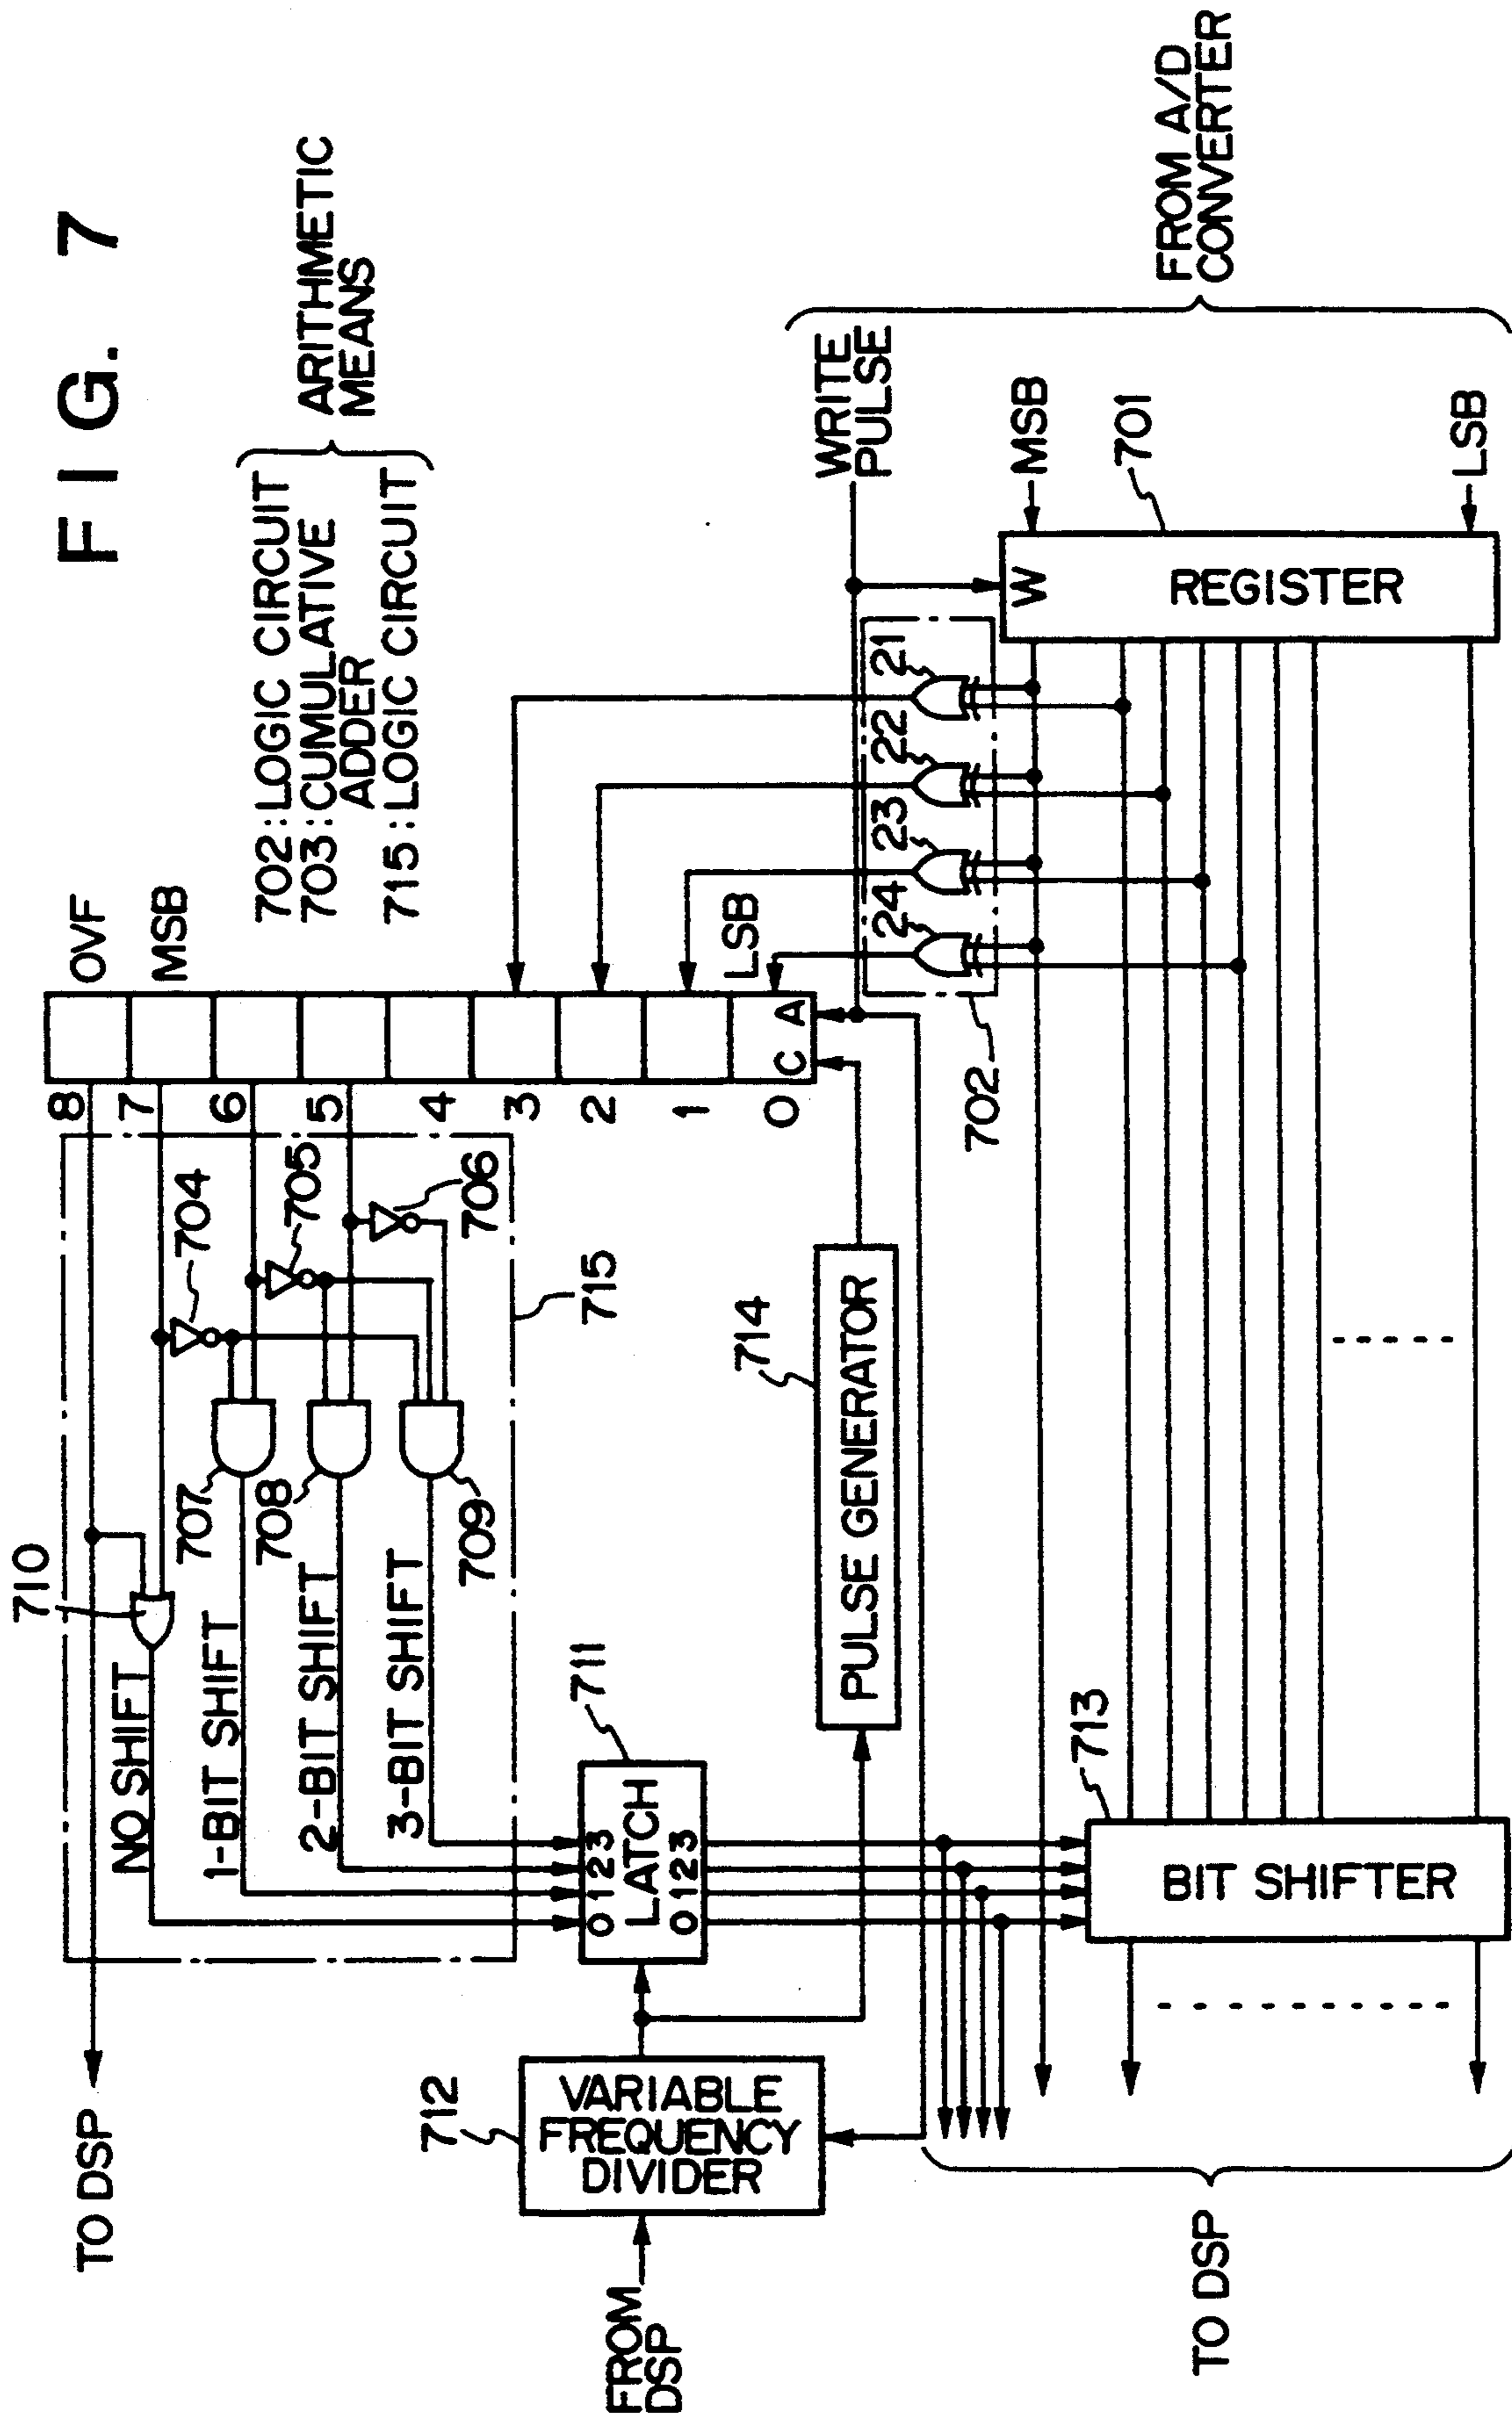 FIG. 7
702: LOGIC CIRCUIT
703: CUMULATIVE
ADDER
715: LOGIC CIRCUIT
ARITHMETIC
MEANS
TO DSP
710
NO SHIFT
1-BIT SHIFT
2-BIT SHIFT
3-BIT SHIFT
707
708
709
704
705
706
715
8
7
6
5
4
3
2
1
0
OVF
MSB
LSB
C A
FROM
DSP
712
VARIABLE
FREQUENCY
DIVIDER
711
0 1 2 3
LATCH
0 1 2 3
714
PULSE GENERATOR
702
24
23
22
21
WRITE
PULSE
FROM A/D
CONVERTER
TO DSP
713
BIT SHIFTER
W
REGISTER
701
MSB
LSB